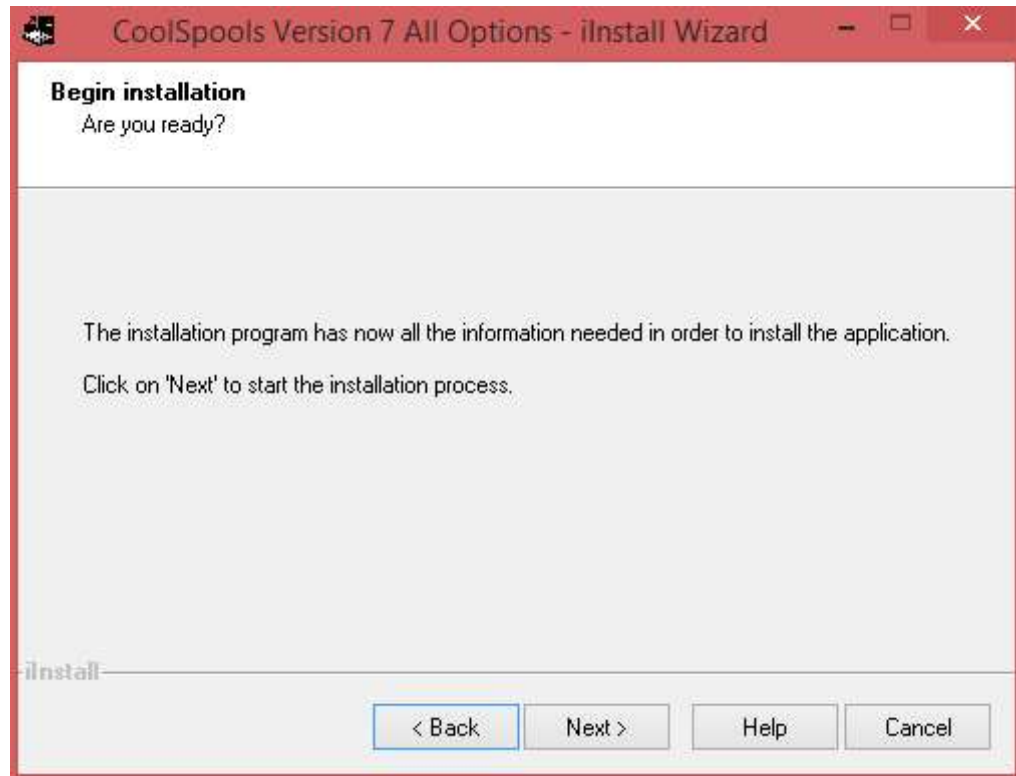 CoolSpools Version 7 All Options - iInstall Wizard
Begin installation
Are you ready?
The installation program has now all the information needed in order to install the application.
Click on 'Next' to start the installation process.
iInstall
< Back Next > Help Cancel